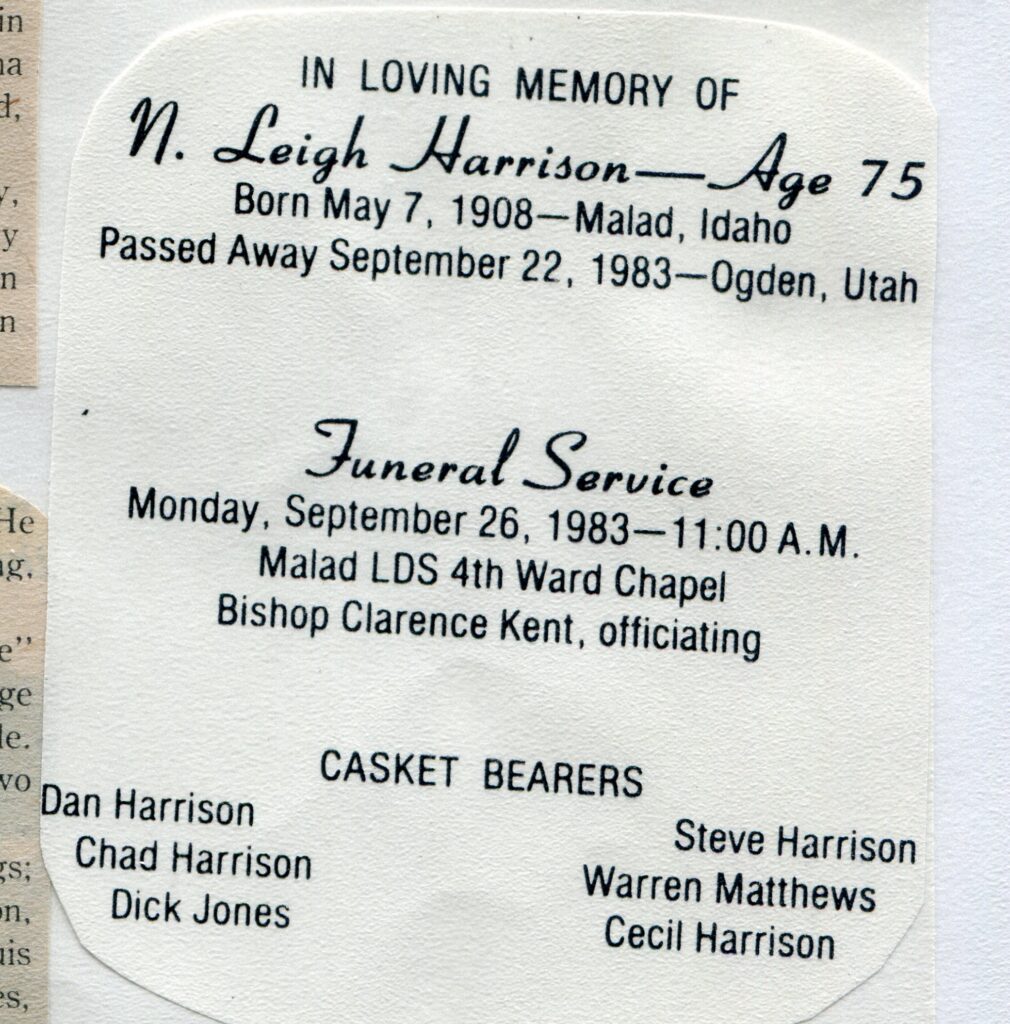 IN LOVING MEMORY OF
N. Leigh Harrison—Age 75
Born May 7, 1908—Malad, Idaho
Passed Away September 22, 1983—Ogden, Utah
Funeral Service
Monday, September 26, 1983—11:00 A.M.
Malad LDS 4th Ward Chapel
Bishop Clarence Kent, officiating
CASKET BEARERS
Dan Harrison
Steve Harrison
Chad Harrison
Warren Matthews
Dick Jones
Cecil Harrison
He